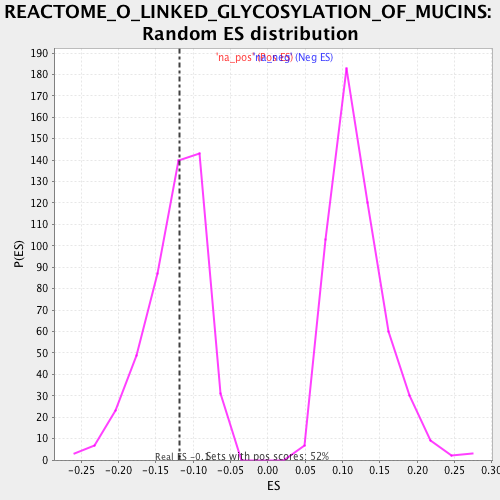 REACTOME_O_LINKED_GLYCOSYLATION_OF_MUCINS:
Random ES distribution
'na_pos' (Pos ES) 'na_neg' (Neg ES)
190
180
170
160
150
140
130
120
110
100
90
80
70
60
50
40
30
20
10
0
P(ES)
Real ES -0.1 Sets with pos scores: 52%
-0.25 -0.20 -0.15 -0.10 -0.05 0.00 0.05 0.10 0.15 0.20 0.25 0.30
ES